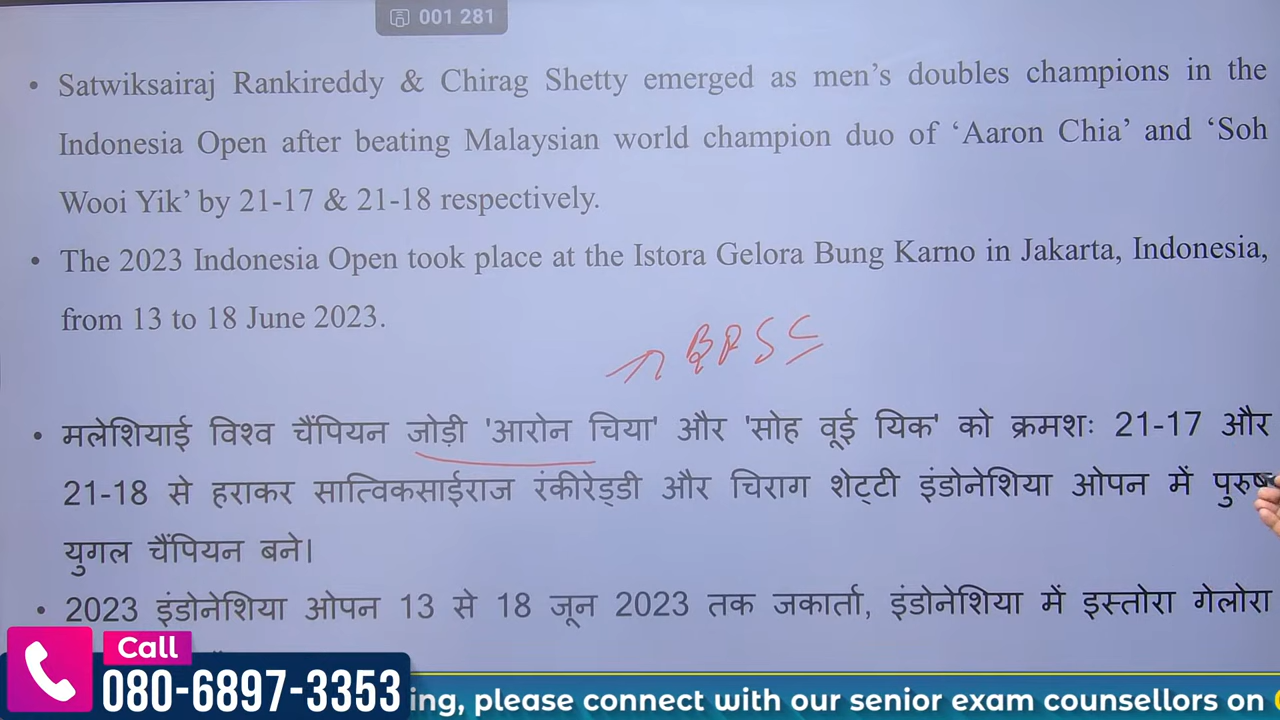 001 281
• Satwiksairaj Rankireddy & Chirag Shetty emerged as men’s doubles champions in the
Indonesia Open after beating Malaysian world champion duo of ‘Aaron Chia’ and ‘Soh
Wooi Yik’ by 21-17 & 21-18 respectively.
• The 2023 Indonesia Open took place at the Istora Gelora Bung Karno in Jakarta, Indonesia,
from 13 to 18 June 2023.
BPSC
• मलेशियाई विश्व चैंपियन जोड़ी 'आरोन चिया' और 'सोह वूई यिक' को क्रमशः 21-17 और
21-18 से हराकर सात्विकसाईराज रंकीरेड्डी और चिराग शेट्टी इंडोनेशिया ओपन में पुरुष
युगल चैंपियन बने।
• 2023 इंडोनेशिया ओपन 13 से 18 जून 2023 तक जकार्ता, इंडोनेशिया में इस्तोरा गेलोरा
Call
080-6897-3353
ing, please connect with our senior exam counsellors on